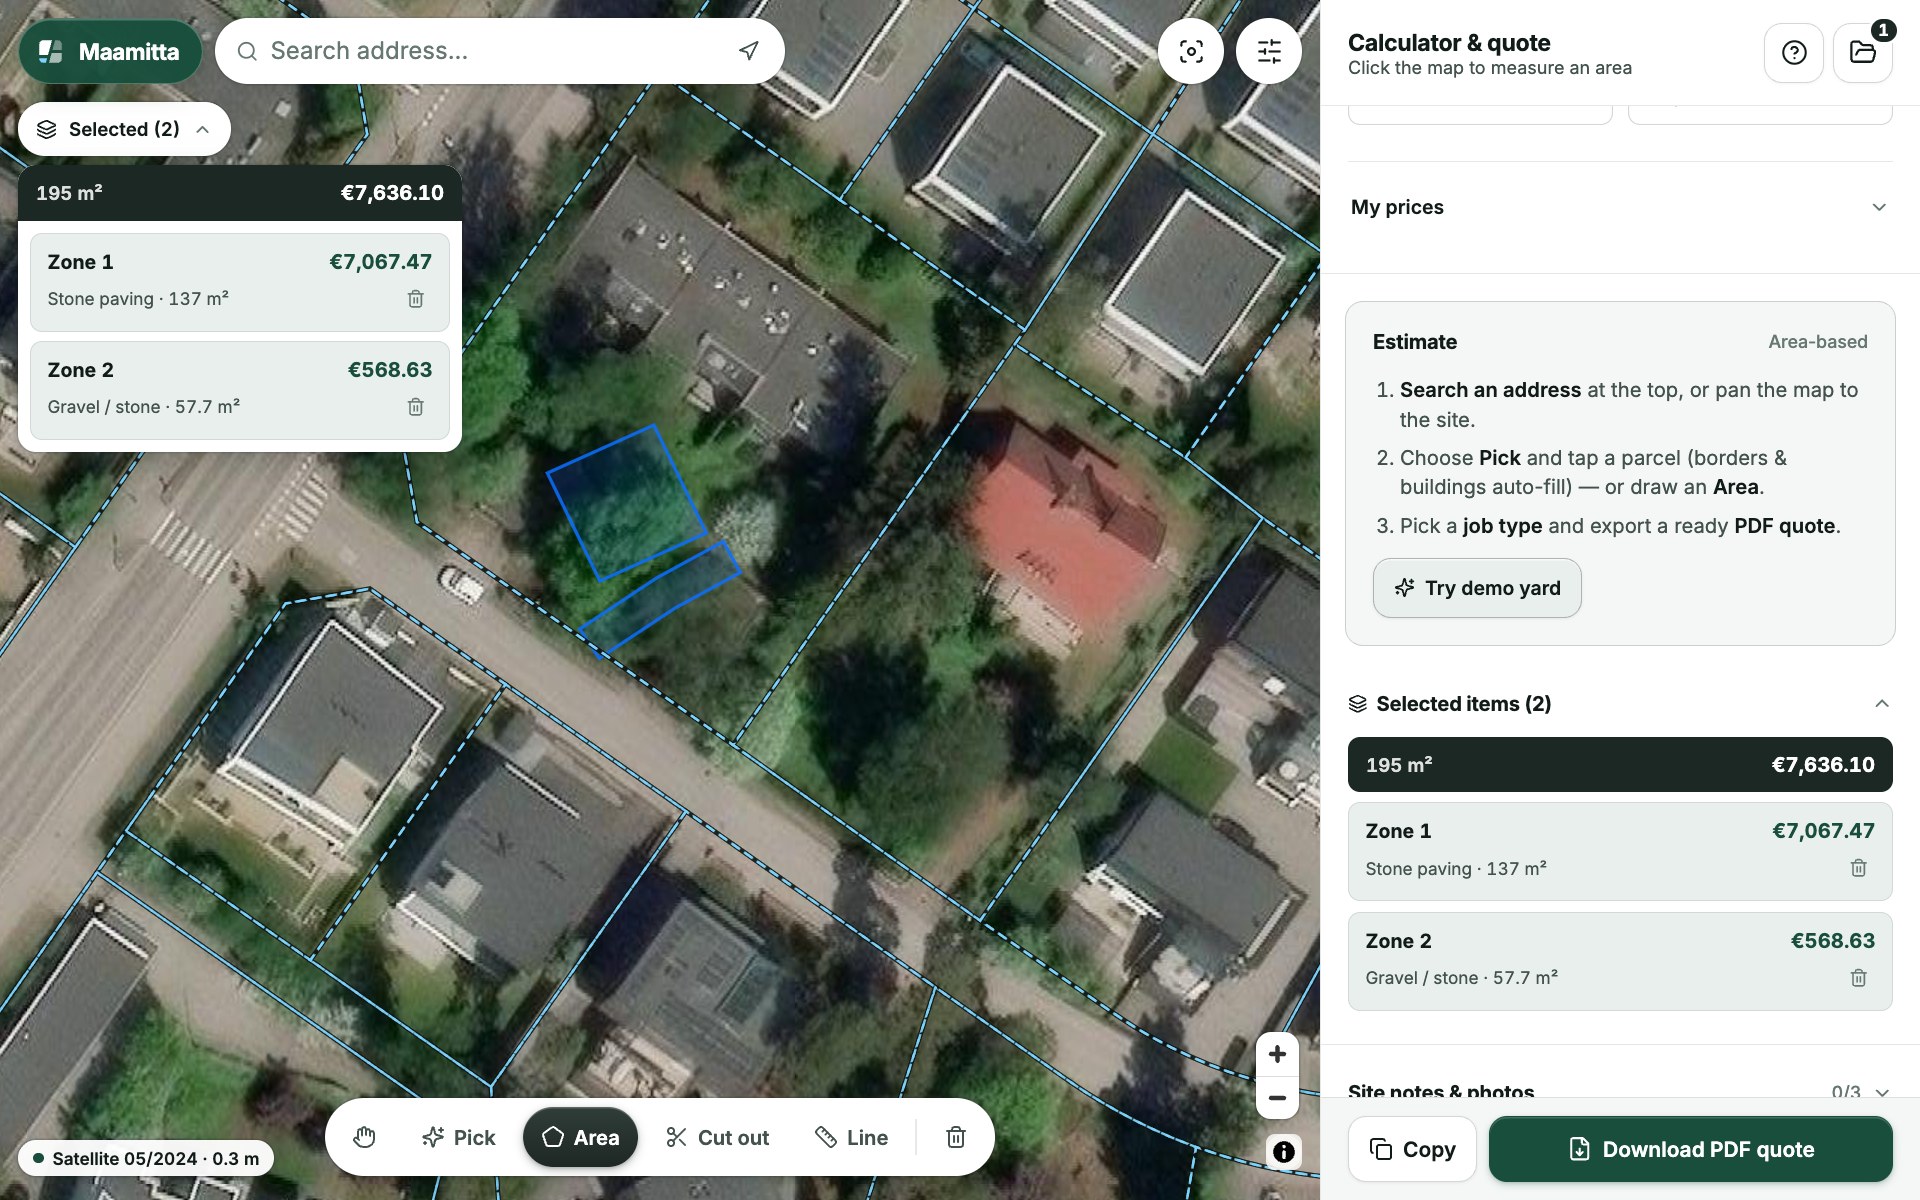 Maamitta
Search address...
Selected (2)
195 m²
€7,636.10
Zone 1
€7,067.47
Stone paving · 137 m²
Zone 2
€568.63
Gravel / stone · 57.7 m²
Satellite 05/2024 · 0.3 m
Pick
Area
Cut out
Line
Calculator & quote
Click the map to measure an area
1
My prices
Estimate
Area-based
1. Search an address at the top, or pan the map to
the site.
2. Choose Pick and tap a parcel (borders &
buildings auto-fill) — or draw an Area.
3. Pick a job type and export a ready PDF quote.
Try demo yard
Selected items (2)
195 m²
€7,636.10
Zone 1
€7,067.47
Stone paving · 137 m²
Zone 2
€568.63
Gravel / stone · 57.7 m²
Site notes & photos
0/3
Copy
Download PDF quote